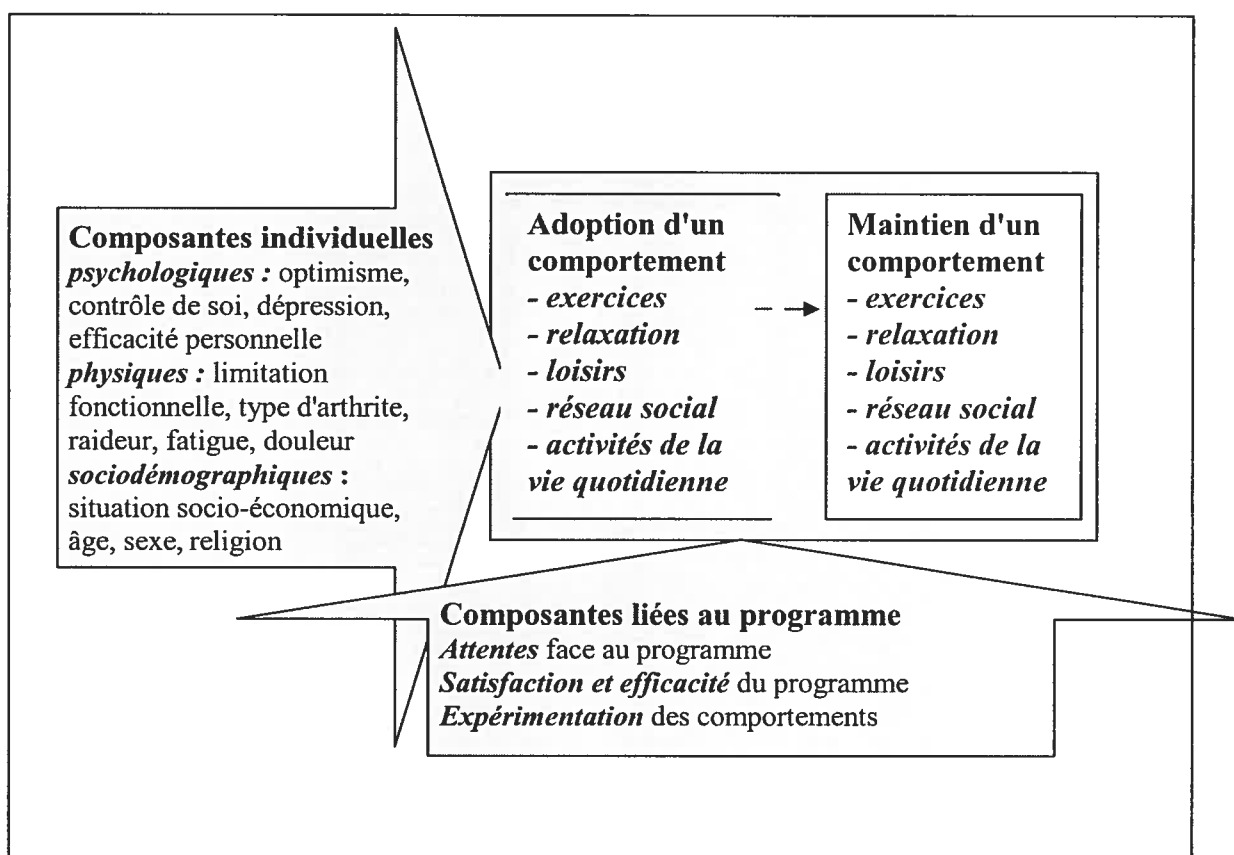 Composantes individuelles
psychologiques : optimisme,
contrôle de soi, dépression,
efficacité personnelle
physiques : limitation
fonctionnelle, type d'arthrite,
raideur, fatigue, douleur
sociodémographiques :
situation socio-économique,
âge, sexe, religion
Adoption d'un
comportement
- exercices
- relaxation
- loisirs
- réseau social
- activités de la
vie quotidienne
Maintien d'un
comportement
- exercices
- relaxation
- loisirs
- réseau social
- activités de la
vie quotidienne
Composantes liées au programme
Attentes face au programme
Satisfaction et efficacité du programme
Expérimentation des comportements